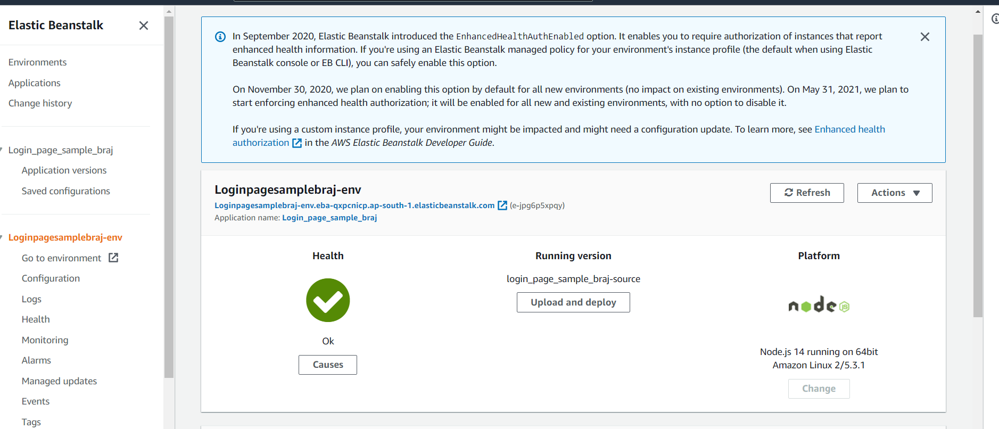 Elastic Beanstalk
Environments
Applications
Change history
Login_page_sample_braj
Application versions
Saved configurations
Loginpagesamplebraj-env
Go to environment
Configuration
Logs
Health
Monitoring
Alarms
Managed updates
Events
Tags
In September 2020, Elastic Beanstalk introduced the EnhancedHealthAuthEnabled option. It enables you to require authorization of instances that report
enhanced health information. If you're using an Elastic Beanstalk managed policy for your environment's instance profile (the default when using Elastic
Beanstalk console or EB CLI), you can safely enable this option.
On November 30, 2020, we plan on enabling this option by default for all new environments (no impact on existing environments). On May 31, 2021, we plan to
start enforcing enhanced health authorization; it will be enabled for all new and existing environments, with no option to disable it.
If you're using a custom instance profile, your environment might be impacted and might need a configuration update. To learn more, see Enhanced health
authorization in the AWS Elastic Beanstalk Developer Guide.
Loginpagesamplebraj-env
Loginpagesamplebraj-env.eba-qxpcnicp.ap-south-1.elasticbeanstalk.com (e-jpg6p5xpqy)
Application name: Login_page_sample_braj
Refresh
Actions
Health
Ok
Causes
Running version
login_page_sample_braj-source
Upload and deploy
Platform
node JS
Node.js 14 running on 64bit
Amazon Linux 2/5.3.1
Change